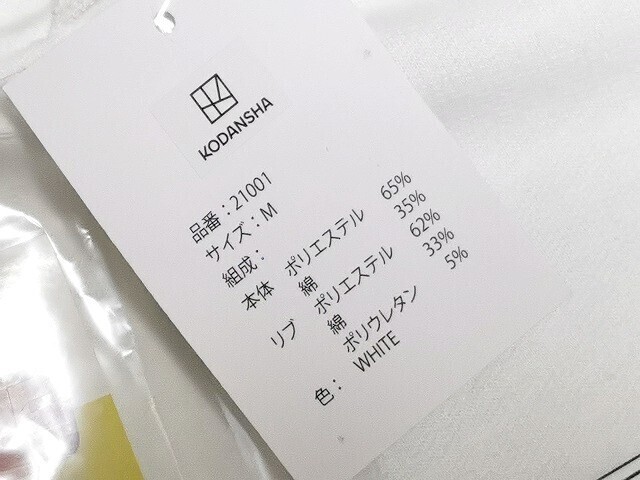 KODANSHA
品番：21001
サイズ：M
組成：
本体 ポリエステル 65%
綿 35%
リブ ポリエステル 62%
綿 33%
ポリウレタン 5%
色： WHITE